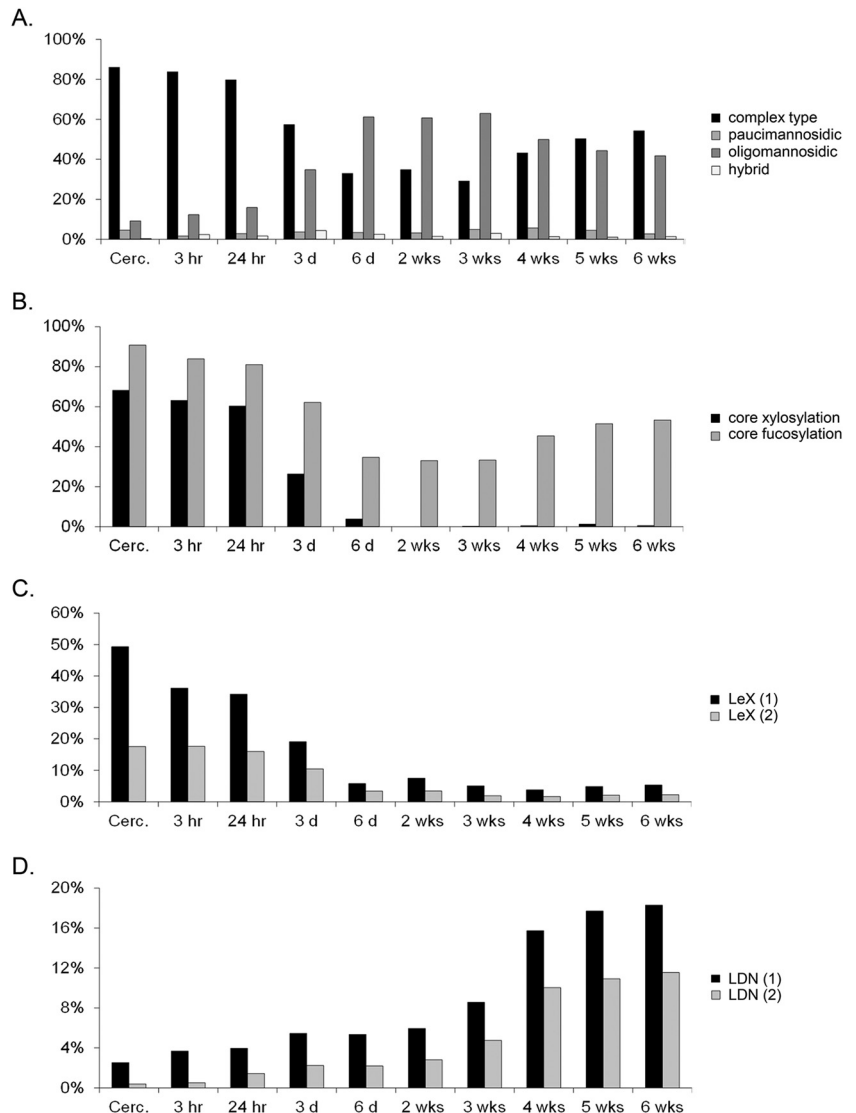 A.
100%
80%
60%
40%
20%
0%
Cerc. 3 hr 24 hr 3 d 6 d 2 wks 3 wks 4 wks 5 wks 6 wks
complex type
paucimannosidic
oligomannosidic
hybrid
B.
100%
80%
60%
40%
20%
0%
Cerc. 3 hr 24 hr 3 d 6 d 2 wks 3 wks 4 wks 5 wks 6 wks
core xylosylation
core fucosylation
C.
60%
50%
40%
30%
20%
10%
0%
Cerc. 3 hr 24 hr 3 d 6 d 2 wks 3 wks 4 wks 5 wks 6 wks
LeX (1)
LeX (2)
D.
20%
16%
12%
8%
4%
0%
Cerc. 3 hr 24 hr 3 d 6 d 2 wks 3 wks 4 wks 5 wks 6 wks
LDN (1)
LDN (2)